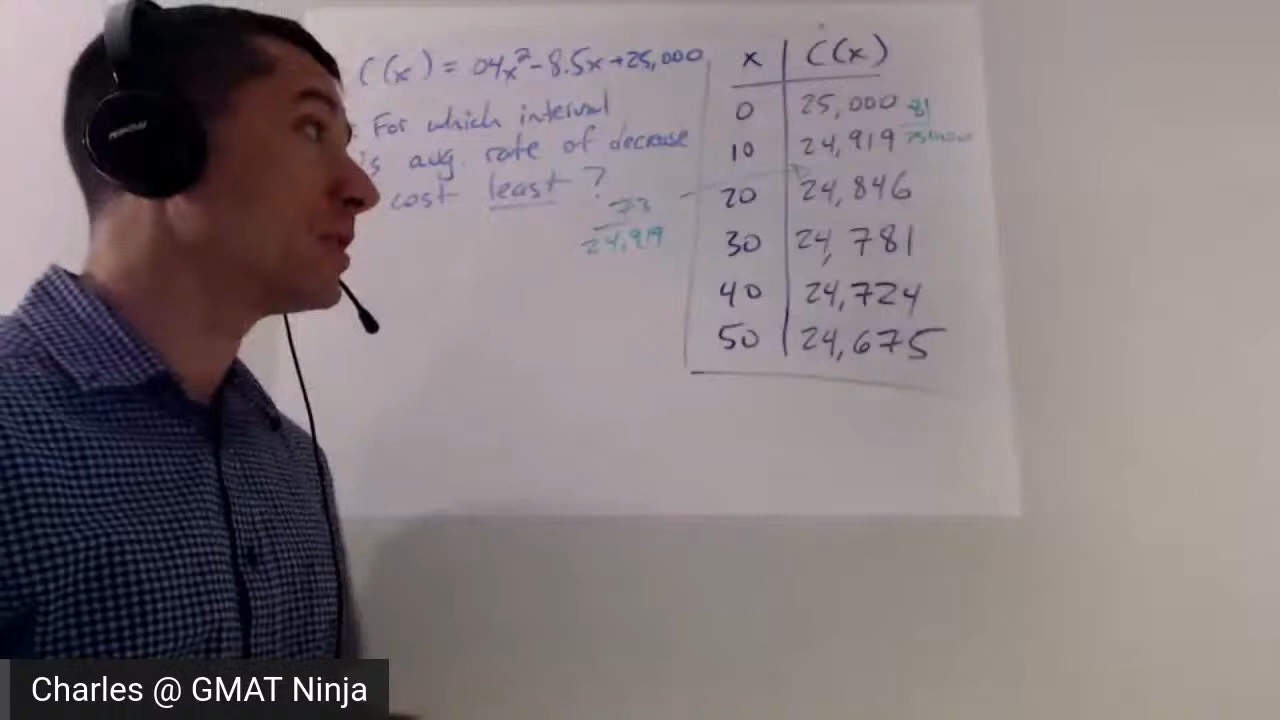 C(x) = .04x² - 8.5x + 25,000
For which interval
is avg. rate of decrease
cost least?
73
24,919
x C(x)
0 25,000 81
10 24,919
20 24,846
30 24,781
40 24,724
50 24,675
Charles @ GMAT Ninja